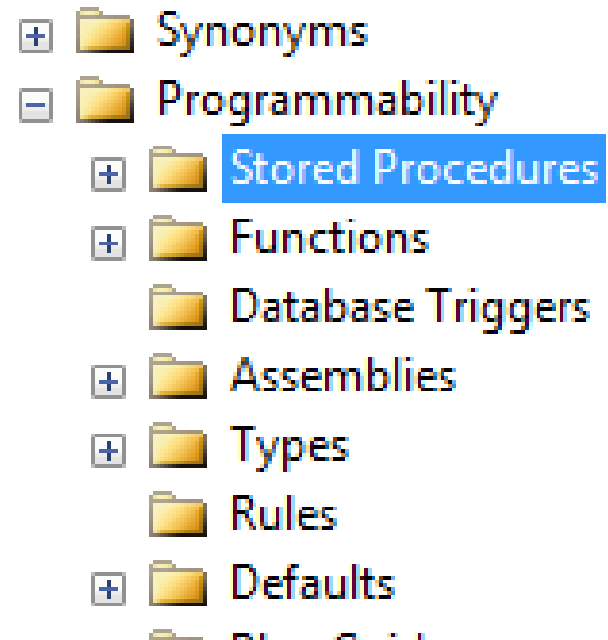 Synonyms
Programmability
Stored Procedures
Functions
Database Triggers
Assemblies
Types
Rules
Defaults